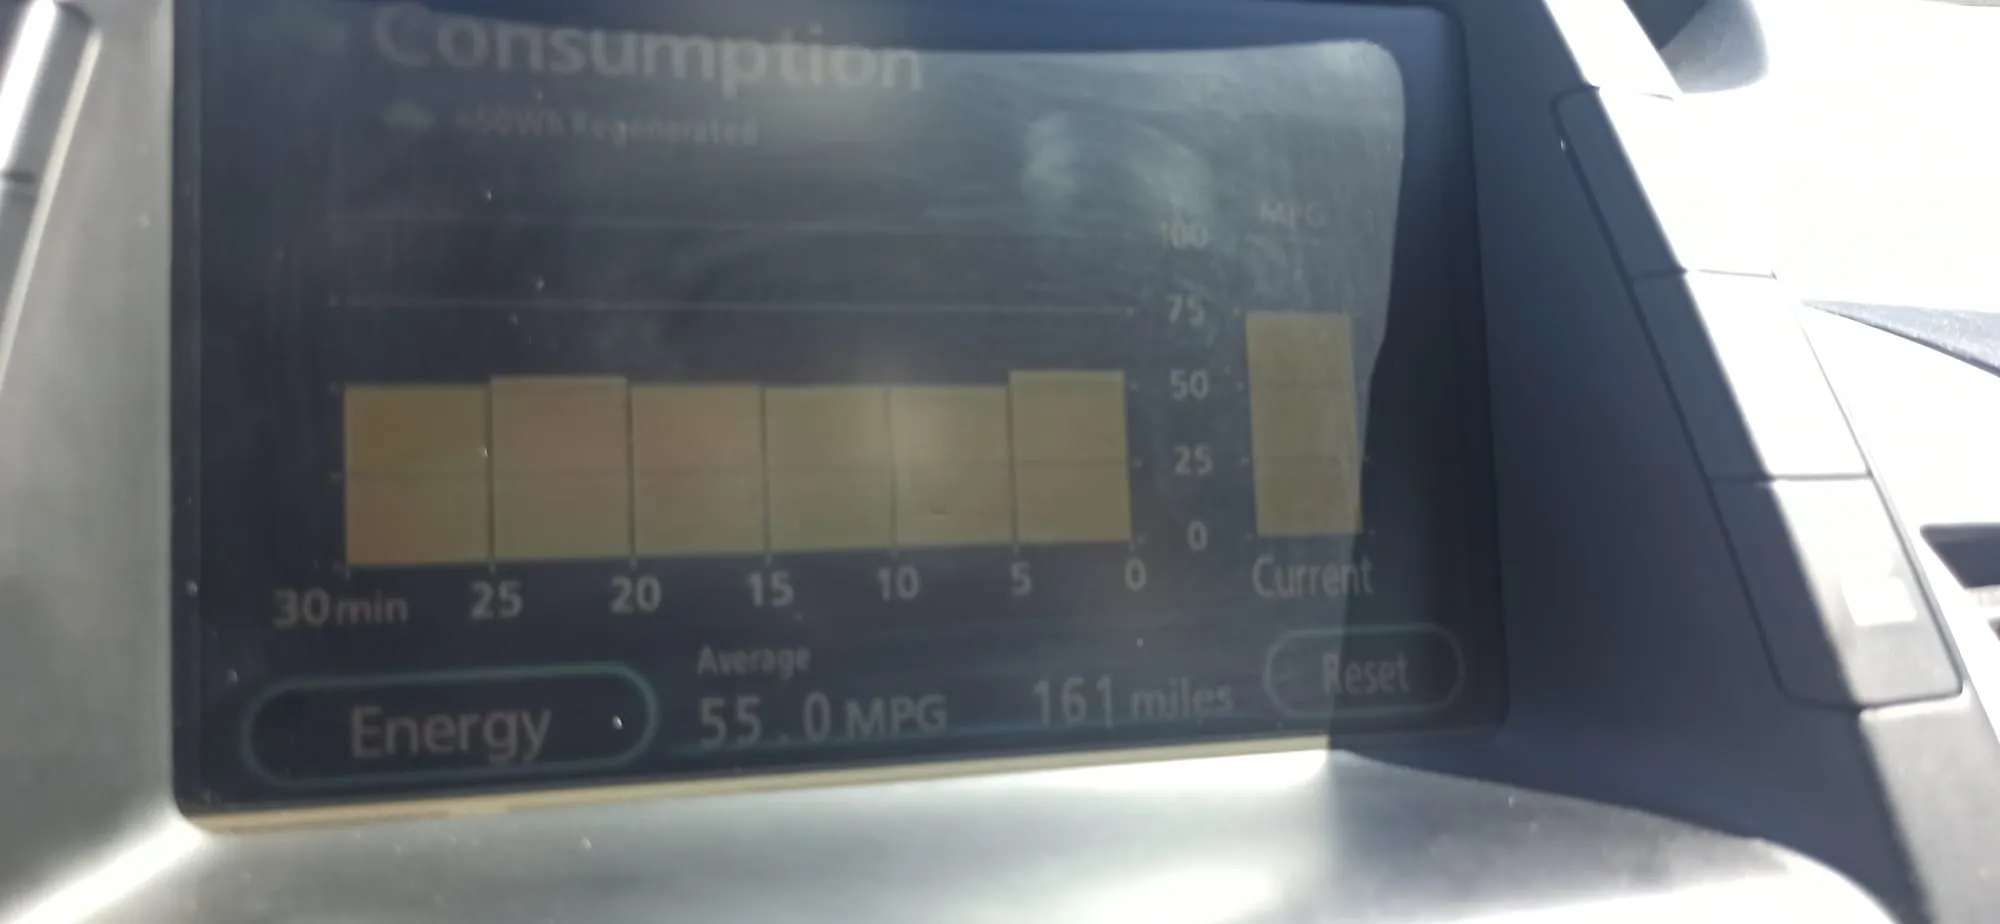 Consumption
=50Wh Regenerated
MPG
100
75
50
25
0
30min 25 20 15 10 5 0
Current
Average
55.0 MPG 161 miles
Energy
Reset